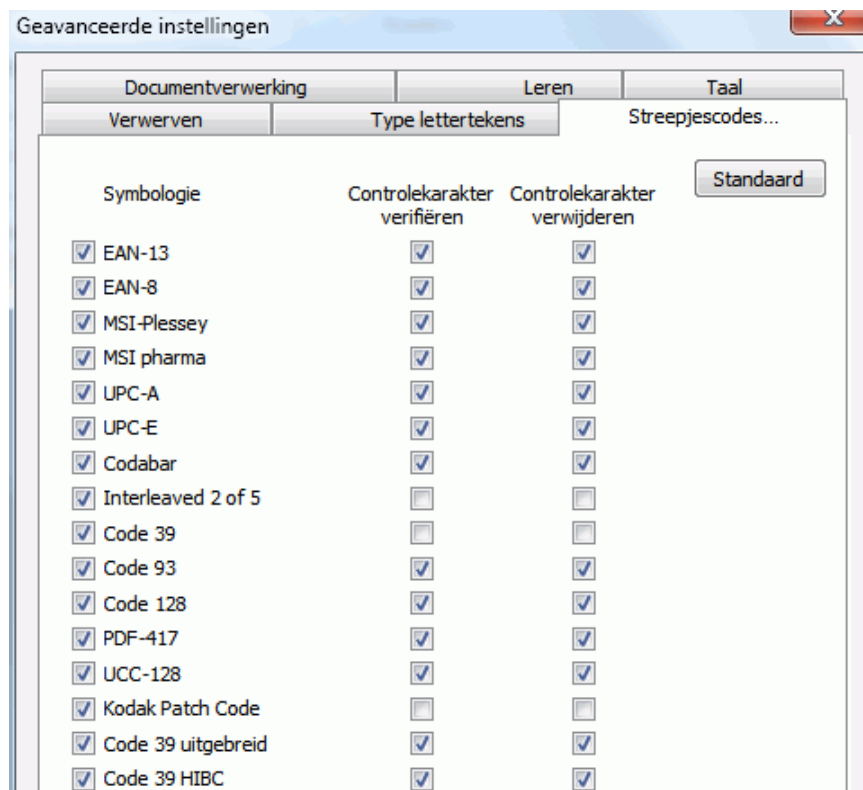 Geavanceerde instellingen
X
Documentverwerking
Leren
Taal
Verwerven
Type lettertekens
Streepjescodes...
Standaard
Symbologie
Controlekarakter verifiëren
Controlekarakter verwijderen
EAN-13
EAN-8
MSI-Plessey
MSI pharma
UPC-A
UPC-E
Codabar
Interleaved 2 of 5
Code 39
Code 93
Code 128
PDF-417
UCC-128
Kodak Patch Code
Code 39 uitgebreid
Code 39 HIBC